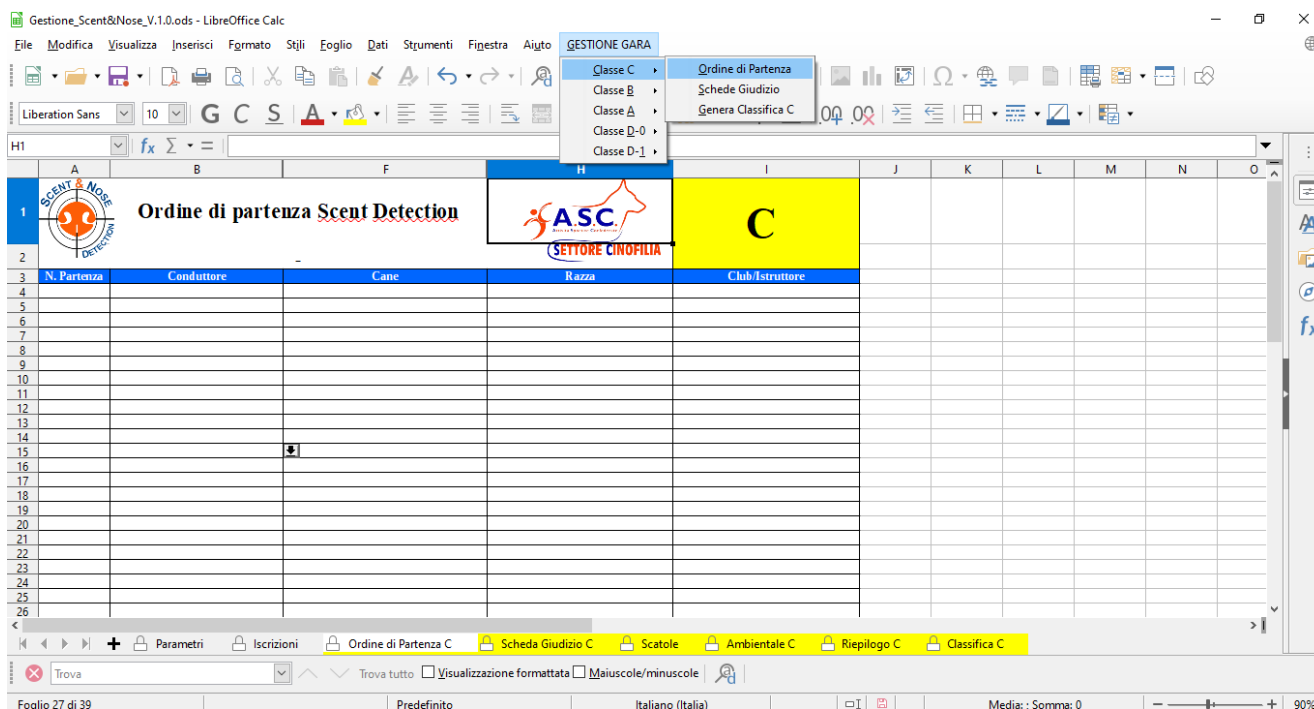 Gestione_Scent&Nose_V.1.0.ods - LibreOffice Calc
File Modifica Visualizza Inserisci Formato Stili Foglio Dati Strumenti Finestra Aiuto GESTIONE GARA
Classe C
Classe B
Classe A
Classe D-0
Classe D-1
Ordine di Partenza
Schede Giudizio
Genera Classifica C
Liberation Sans 10 G C S
H1
A B F H I J K L M N O
SCENT & NOSE DETECTION
Ordine di partenza Scent Detection
A.S.C.
SETTORE CINOFILIA
C
N. Partenza Conduttore Cane Razza Club/Istruttore
1
2
3
4
5
6
7
8
9
10
11
12
13
14
15
16
17
18
19
20
21
22
23
24
25
26
Parametri Iscrizioni Ordine di Partenza C Scheda Giudizio C Scatole Ambientale C Riepilogo C Classifica C
Trova Trova tutto Visualizzazione formattata Maiuscole/minuscole
Foglio 27 di 39 Predefinito Italiano (Italia) Media: ; Somma: 0 90%